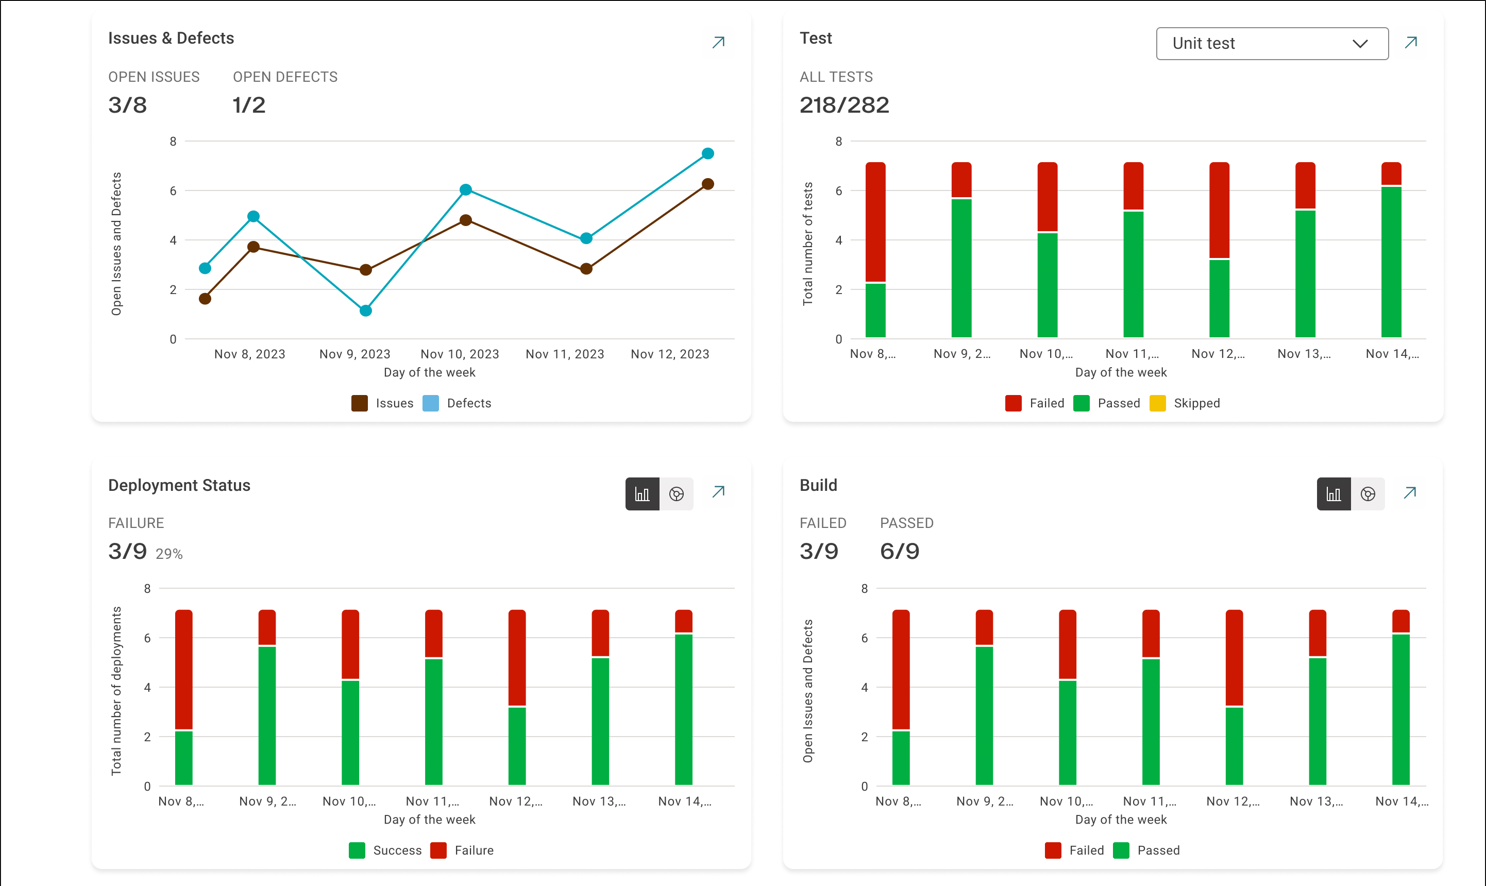 Issues & Defects
OPEN ISSUES OPEN DEFECTS
3/8 1/2
Open Issues and Defects
8
6
4
2
0
Nov 8, 2023 Nov 9, 2023 Nov 10, 2023 Nov 11, 2023 Nov 12, 2023
Day of the week
Issues Defects
Test
Unit test
ALL TESTS
218/282
Total number of tests
8
6
4
2
0
Nov 8,... Nov 9, 2... Nov 10,... Nov 11,... Nov 12,... Nov 13,... Nov 14,...
Day of the week
Failed Passed Skipped
Deployment Status
FAILURE
3/9 29%
Total number of deployments
8
6
4
2
0
Nov 8,... Nov 9, 2... Nov 10,... Nov 11,... Nov 12,... Nov 13,... Nov 14,...
Day of the week
Success Failure
Build
FAILED PASSED
3/9 6/9
Open Issues and Defects
8
6
4
2
0
Nov 8,... Nov 9, 2... Nov 10,... Nov 11,... Nov 12,... Nov 13,... Nov 14,...
Day of the week
Failed Passed